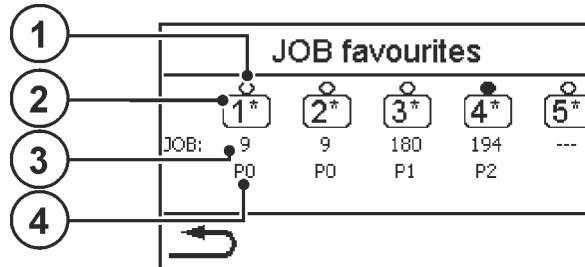 1
JOB favourites
2
1* 2* 3* 4* 5*
3
JOB: 9 9 180 194 ---
P0 P0 P1 P2
4